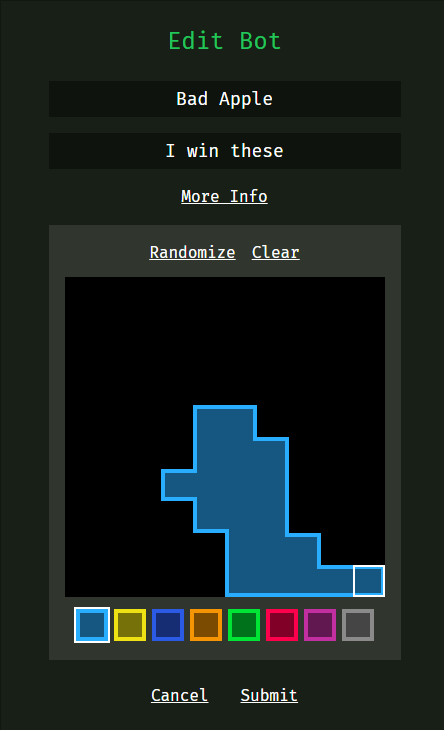 Edit Bot
Bad Apple
I win these
More Info
Randomize Clear
Cancel Submit